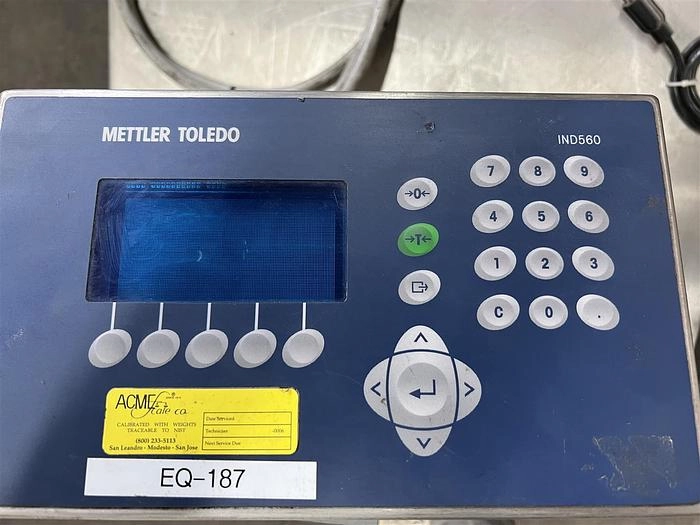 METTLER TOLEDO
IND560
7 8 9
→0←
4 5 6
→T←
1 2 3
C 0 .
ACME
Scale co.
CALIBRATED WITH WEIGHTS
TRACEABLE TO NIST
(800) 233-5113
San Leandro - Modesto - San Jose
Date Serviced
Technician -0006
Next Service Due
EQ-187